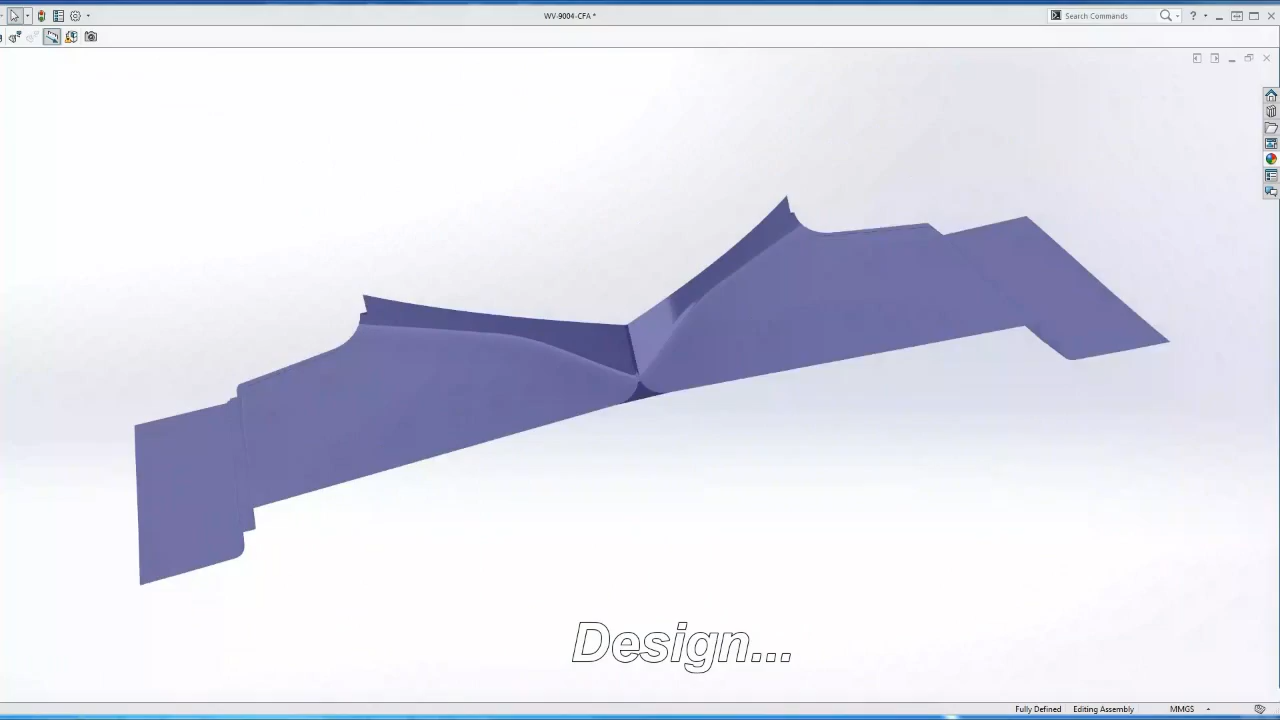 WV-9004-CFA *
Search Commands
?
Design...
Fully Defined
Editing Assembly
MMGS